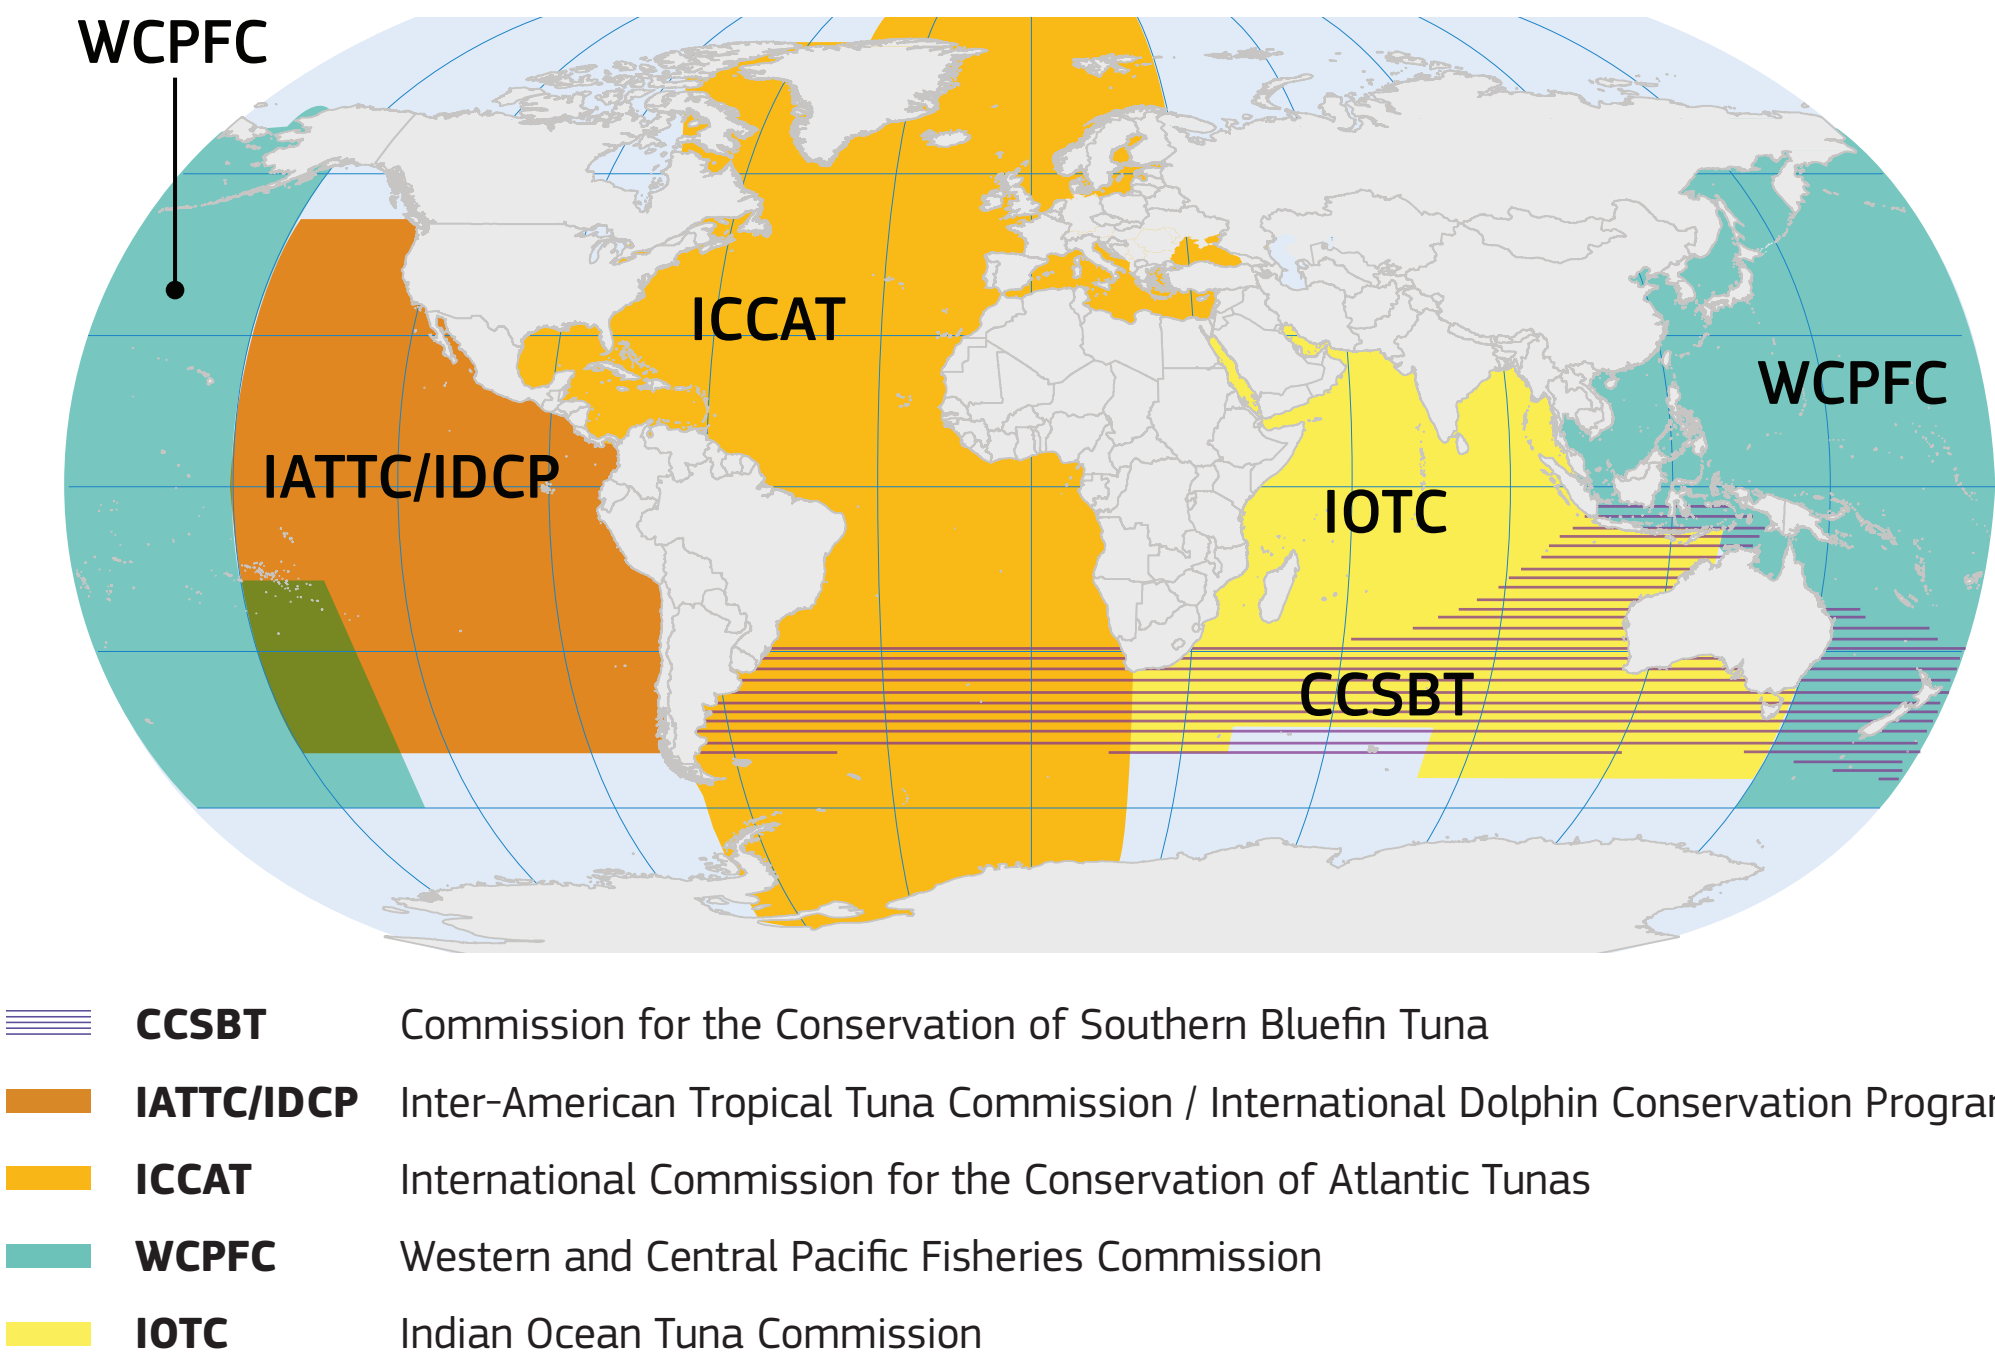 WCPFC
ICCAT
WCPFC
IATTC/IDCP
IOTC
CCSBT
CCSBT Commission for the Conservation of Southern Bluefin Tuna
IATTC/IDCP Inter-American Tropical Tuna Commission / International Dolphin Conservation Progra
ICCAT International Commission for the Conservation of Atlantic Tunas
WCPFC Western and Central Pacific Fisheries Commission
IOTC Indian Ocean Tuna Commission